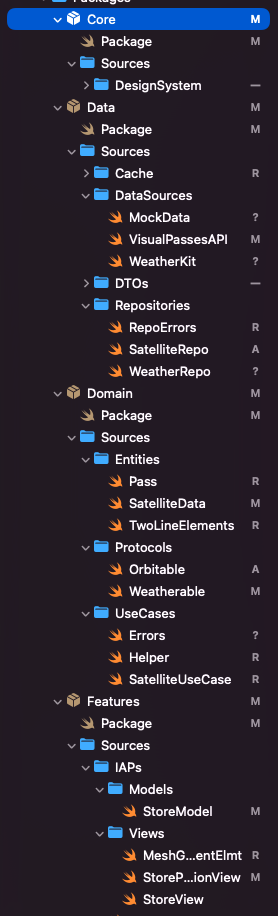 Packages
Core M
Package M
Sources
DesignSystem —
Data M
Package M
Sources
Cache R
DataSources
MockData ?
VisualPassesAPI M
WeatherKit ?
DTOs —
Repositories
RepoErrors R
SatelliteRepo A
WeatherRepo ?
Domain M
Package M
Sources
Entities
Pass R
SatelliteData M
TwoLineElements R
Protocols
Orbitable A
Weatherable M
UseCases
Errors ?
Helper R
SatelliteUseCase R
Features M
Package M
Sources
IAPs
Models
StoreModel M
Views
MeshG...entElmt R
StoreP...ionView M
StoreView